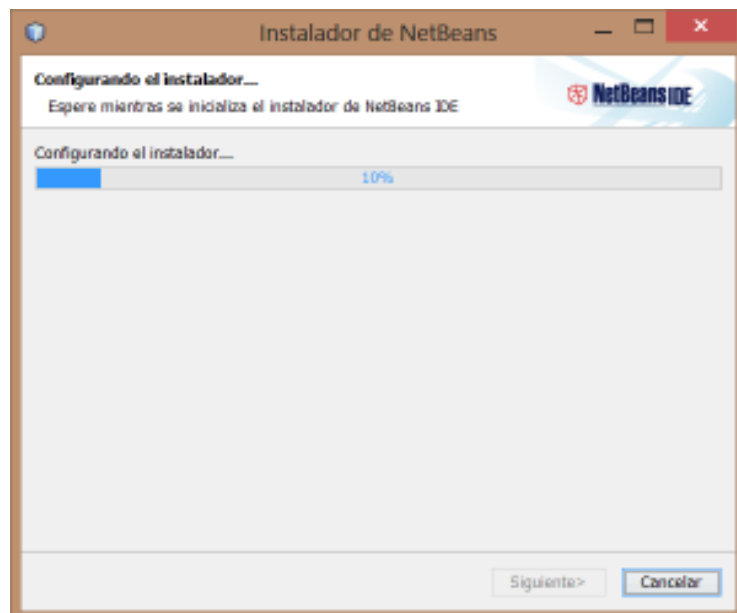 Instalador de NetBeans
Configurando el instalador...
Espere mientras se inicializa el instalador de NetBeans IDE
NetBeans IDE
Configurando el instalador...
10%
Siguiente>
Cancelar